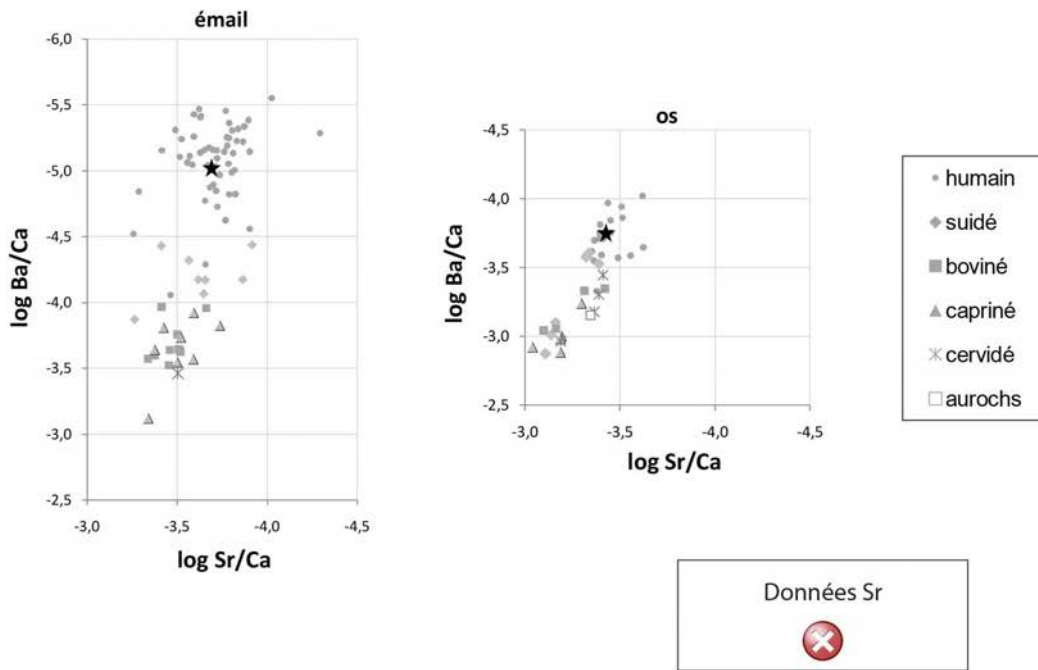 émail
-6,0
-5,5
-5,0
-4,5
-4,0
-3,5
-3,0
-2,5
log Ba/Ca
-3,0 -3,5 -4,0 -4,5
log Sr/Ca
os
-4,5
-4,0
-3,5
-3,0
-2,5
log Ba/Ca
-3,0 -3,5 -4,0 -4,5
log Sr/Ca
humain
suidé
boviné
capriné
cervidé
aurochs
Données Sr